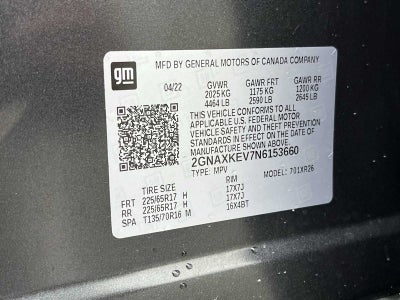 gm
MFD BY GENERAL MOTORS OF CANADA COMPANY
04/22 GVWR GAWR FRT GAWR RR
2025 KG 1175 KG 1200 KG
4464 LB 2590 LB 2645 LB
THIS VEHICLE CONFORMS TO ALL
APPLICABLE U.S. FEDERAL MOTOR
VEHICLE SAFETY AND THEFT PREVENTION
STANDARDS IN EFFECT ON THE DATE OF
MANUFACTURE SHOWN ABOVE.
2GNAXKEV7N6153660
TYPE: MPV MODEL: 701XR26
TIRE SIZE RIM
FRT 225/65R17 H 17X7J
RR 225/65R17 H 17X7J
SPA T135/70R16 M 16X4BT